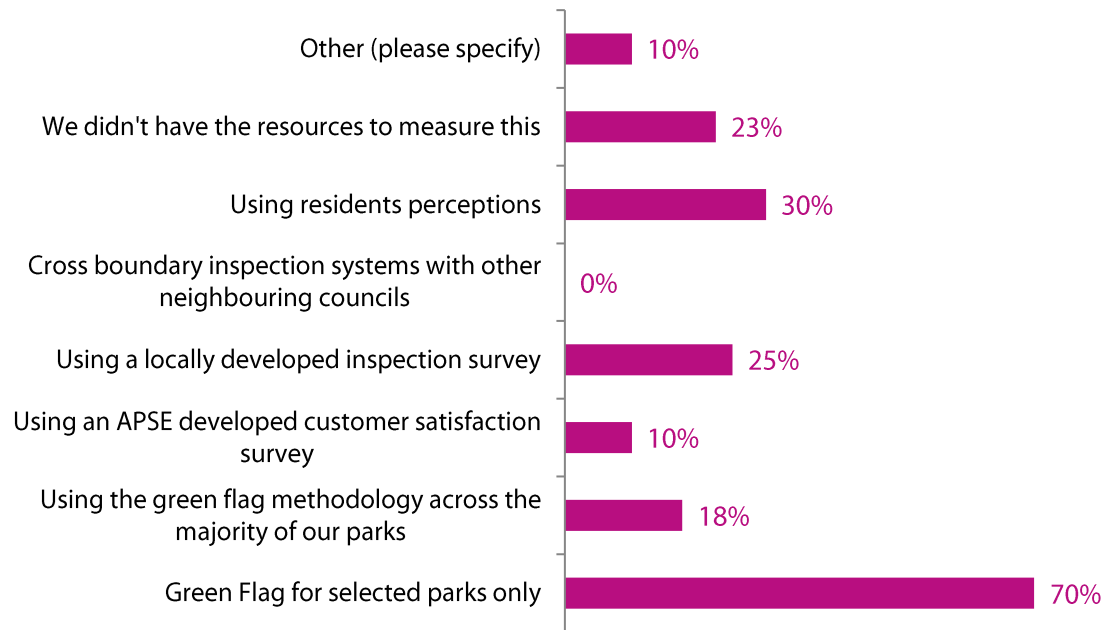 Other (please specify)
10%
We didn't have the resources to measure this
23%
Using residents perceptions
30%
Cross boundary inspection systems with other
neighbouring councils
0%
Using a locally developed inspection survey
25%
Using an APSE developed customer satisfaction
survey
10%
Using the green flag methodology across the
majority of our parks
18%
Green Flag for selected parks only
70%